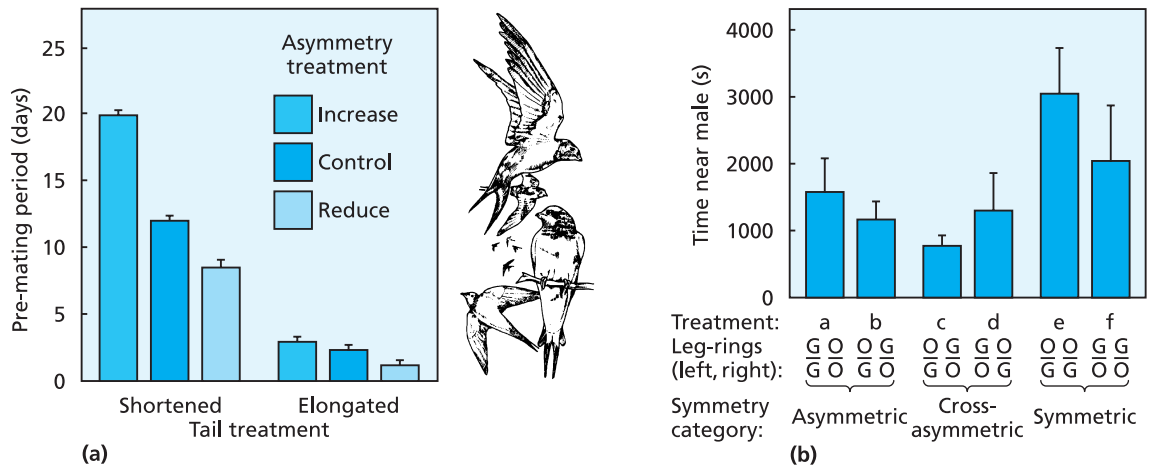 Pre-mating period (days)
25
20
15
10
5
0
Asymmetry
treatment
Increase
Control
Reduce
Shortened
Elongated
Tail treatment
(a)
Time near male (s)
4000
3000
2000
1000
0
Treatment: a b c d e f
Leg-rings G O O G O G G O O O G G
(left, right): G G G O O O O G G G O O
Symmetry
category:
Asymmetric
Cross-
asymmetric
Symmetric
(b)